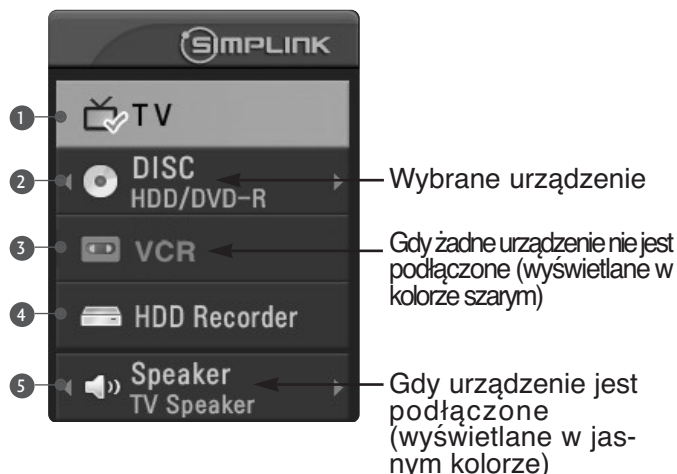 SIMPLINK
1 TV
2 DISC
HDD/DVD-R
Wybrane urządzenie
3 VCR
Gdy żadne urządzenie nie jest
podłączone (wyświetlane w
kolorze szarym)
4 HDD Recorder
5 Speaker
TV Speaker
Gdy urządzenie jest
podłączone
(wyświetlane w jas-
nym kolorze)